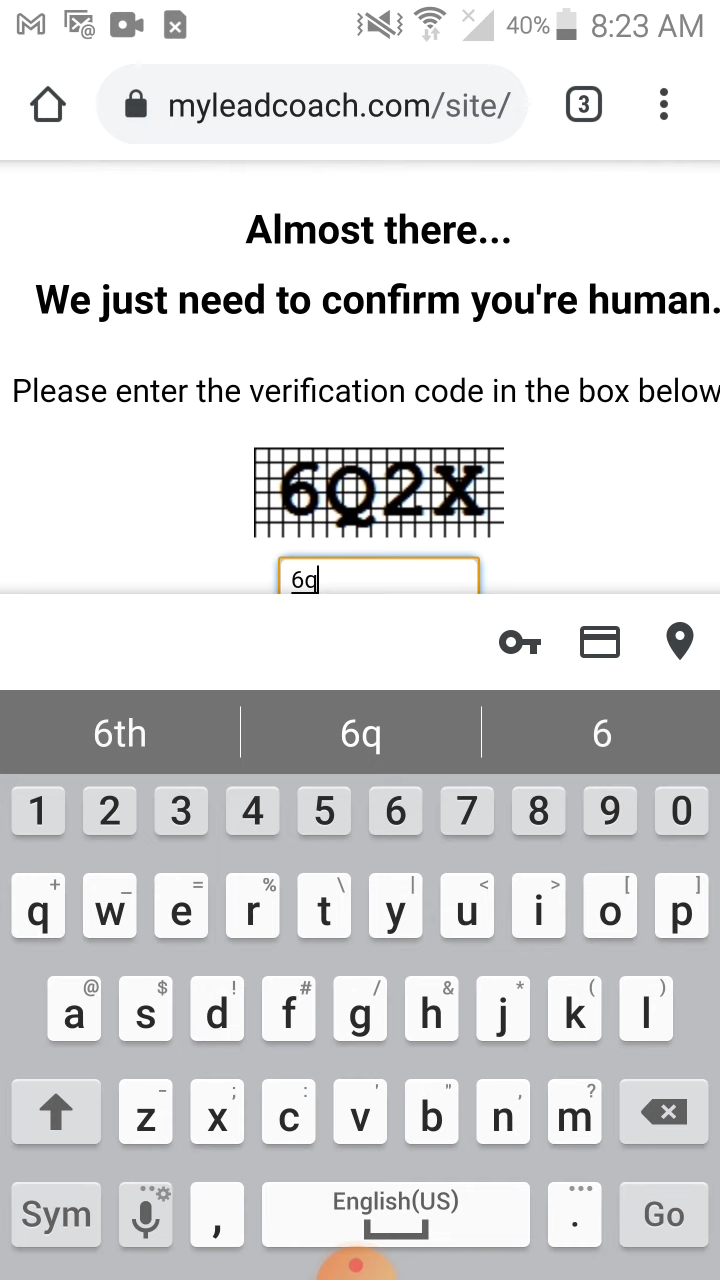 40% 8:23 AM
myleadcoach.com/site/ 3
Almost there...
We just need to confirm you're human.
Please enter the verification code in the box below
6Q2X
6q
6th 6q 6
1 2 3 4 5 6 7 8 9 0
+ _ = % \ | < > [ ]
q w e r t y u i o p
@ $ ! # / & * ( )
a s d f g h j k l
- ; : ' " , ?
z x c v b n m
Sym , English(US) . Go